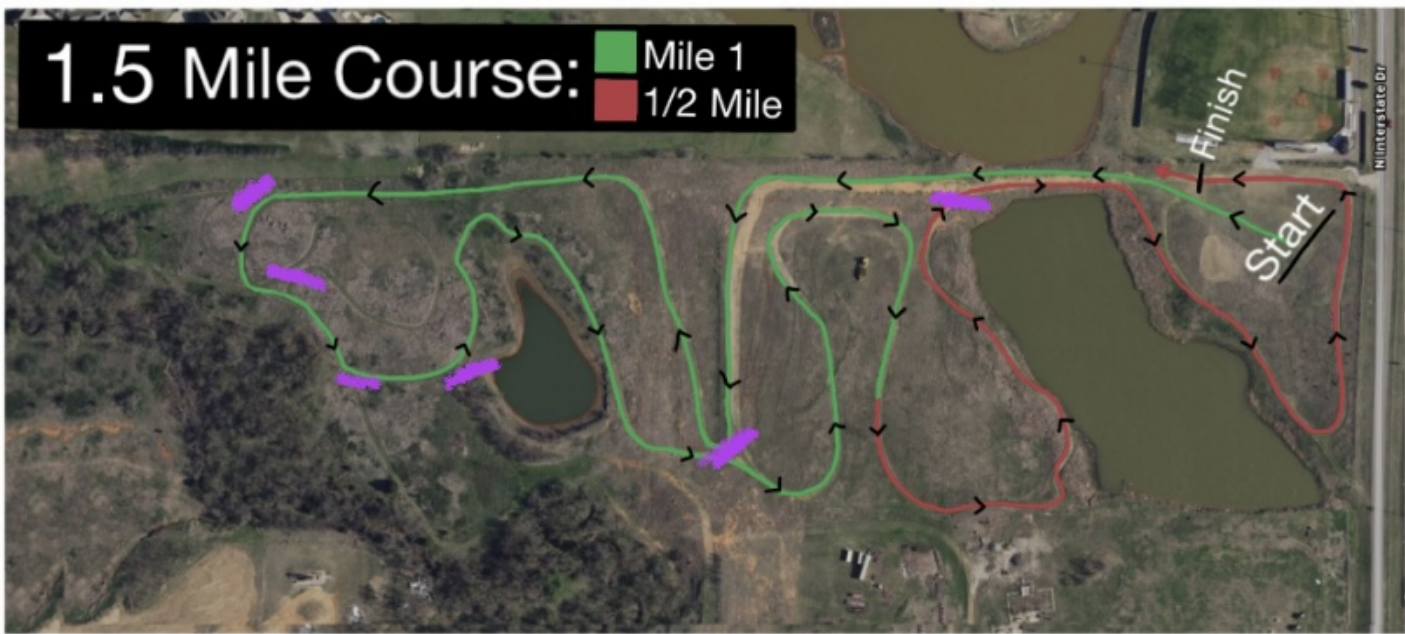 1.5 Mile Course:
Mile 1
1/2 Mile
Finish
Start
N Interstate Dr